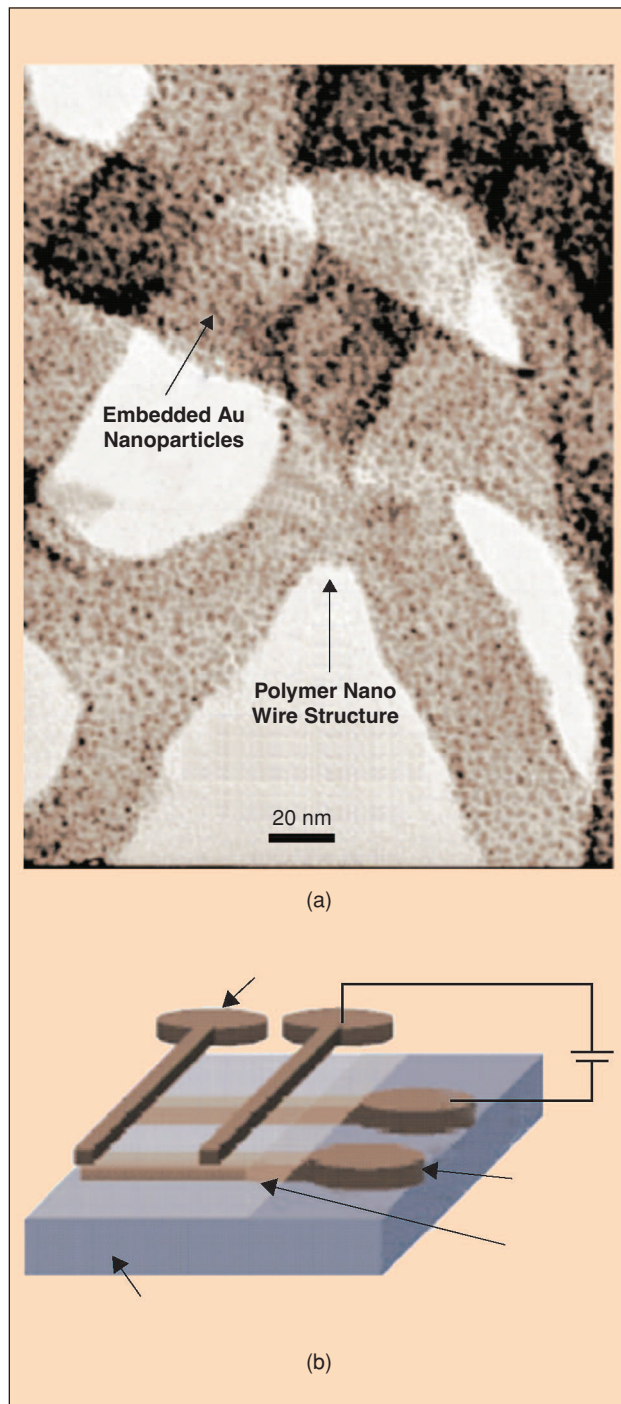 Embedded Au
Nanoparticles
Polymer Nano
Wire Structure
20 nm
(a)
(b)